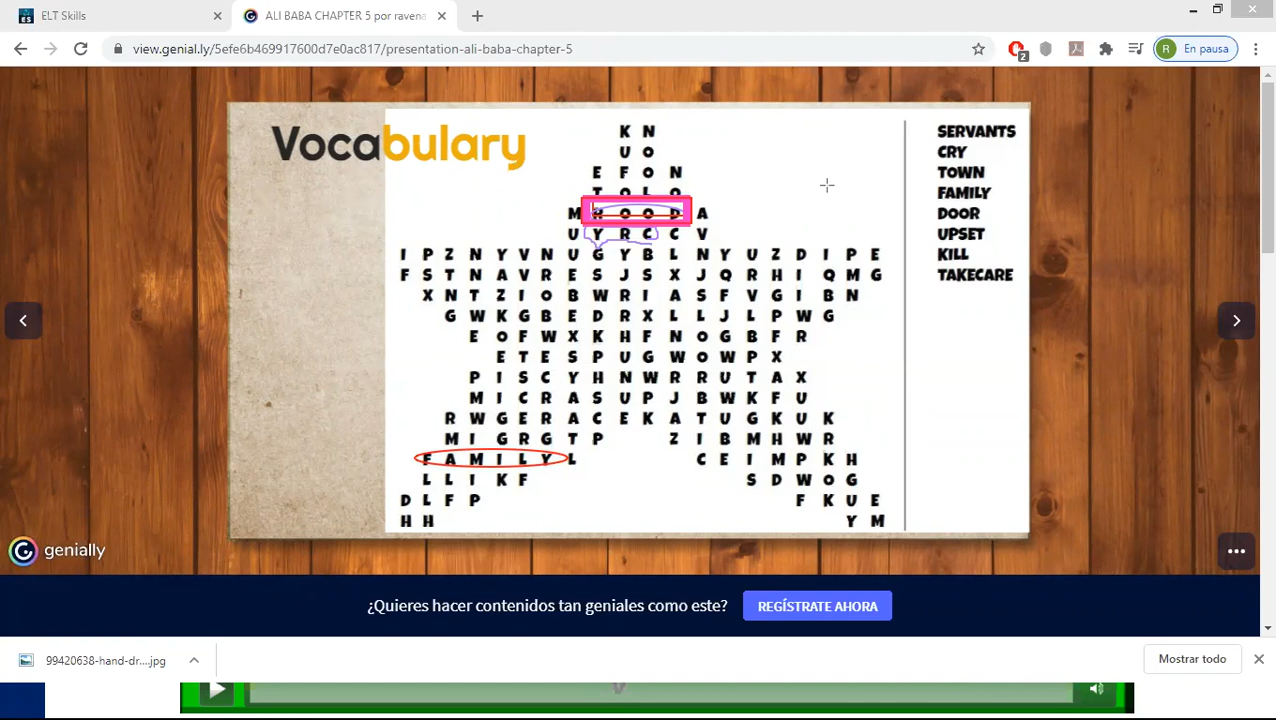 ELT Skills
ALI BABA CHAPTER 5 por ravena
view.genial.ly/5efe6b469917600d7e0ac817/presentation-ali-baba-chapter-5
2
R En pausa
Vocabulary
K N
U O
E F O N
T O L O
M R O O D A
U Y R C C V
I P Z N Y V N U G Y B L N Y U Z D I P E
F S T N A V R E S J S X J Q R H I Q M G
X N T Z I O B W R I A S F V G I B N
G W K G B E D R X L L J L P W G
E O F W X K H F N O G B F R
E T E S P U G W O W P X
P I S C Y H N W R R U T A X
M I C R A S U P J B W K F U
R W G E R A C E K A T U G K U K
M I G R G T P Z I B M H W R
F A M I L Y L C E I M P K H
L L I K F S D W O G
D L F P F K U E
H H Y M
SERVANTS
CRY
TOWN
FAMILY
DOOR
UPSET
KILL
TAKECARE
genially
¿Quieres hacer contenidos tan geniales como este? REGÍSTRATE AHORA
99420638-hand-dr....jpg
Mostrar todo